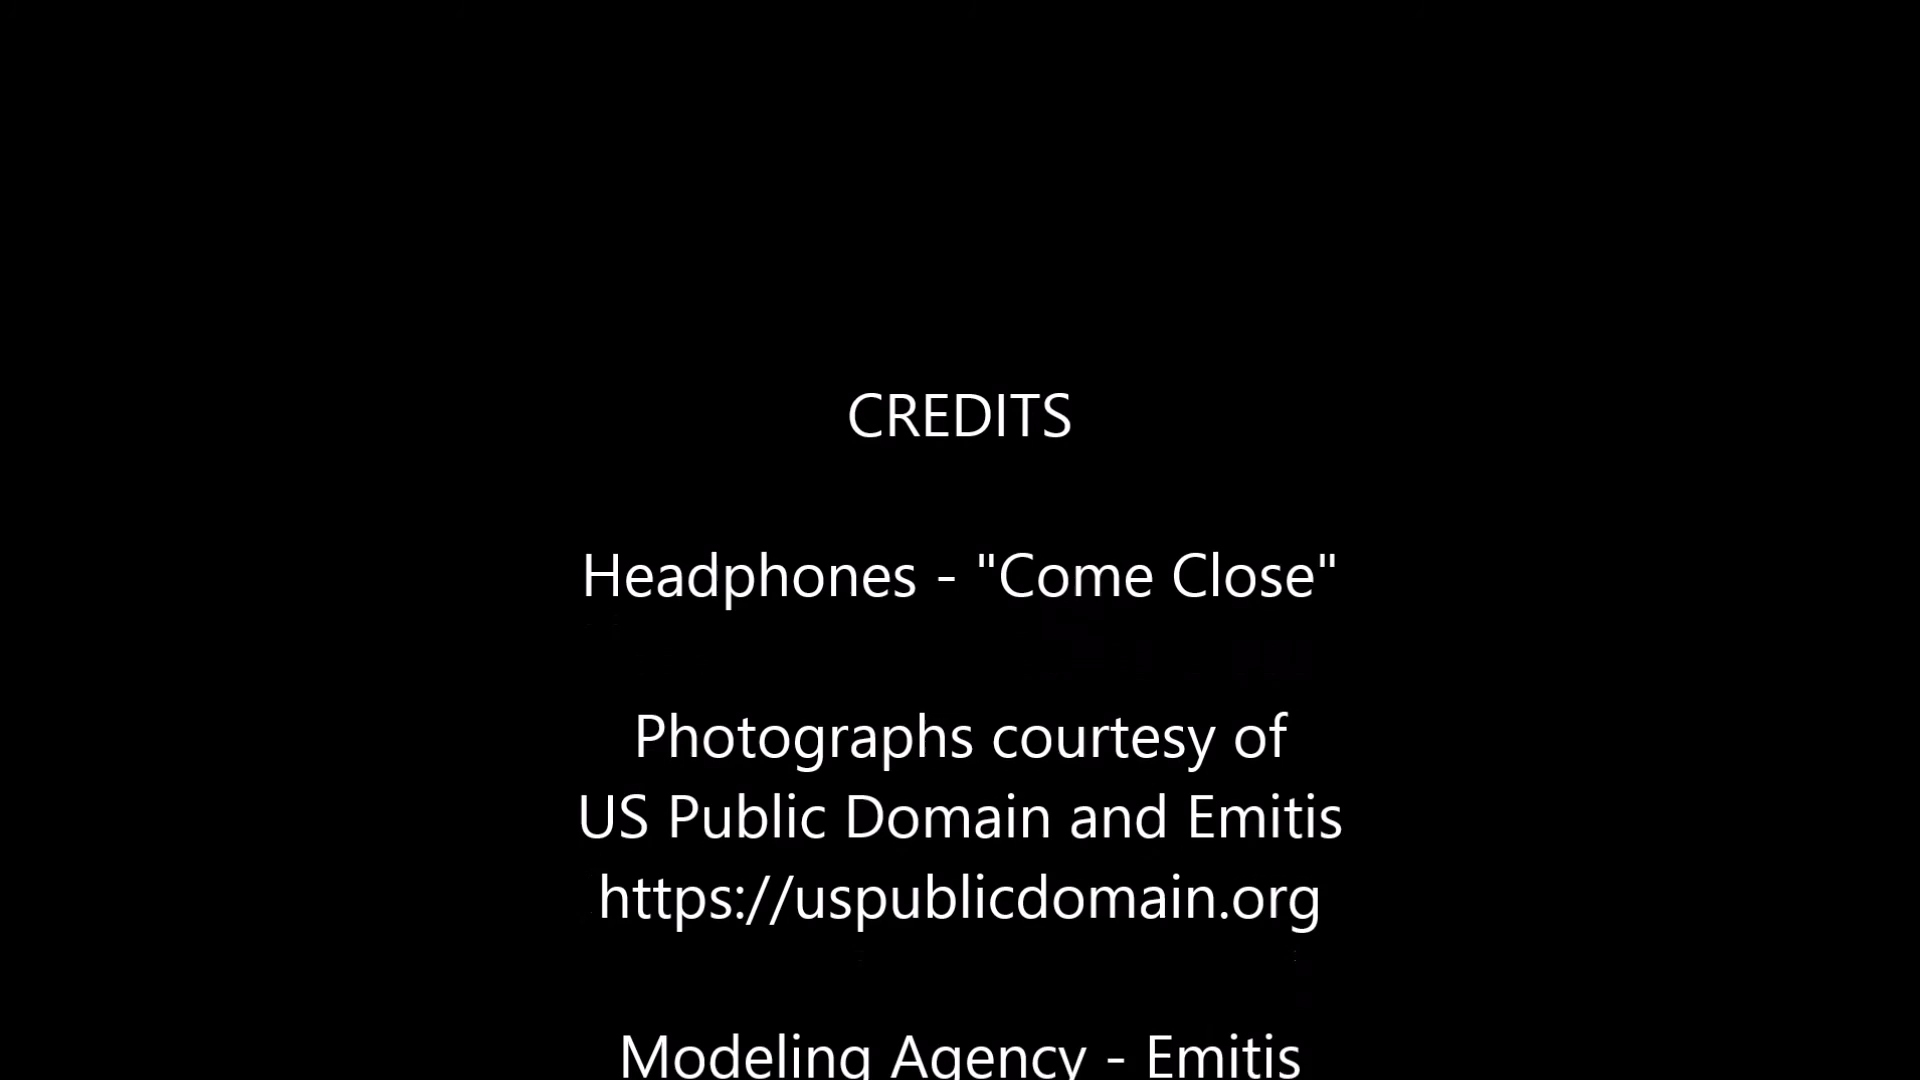 CREDITS
Headphones - "Come Close"
Photographs courtesy of
US Public Domain and Emitis
https://uspublicdomain.org
Modeling Agency - Emitis